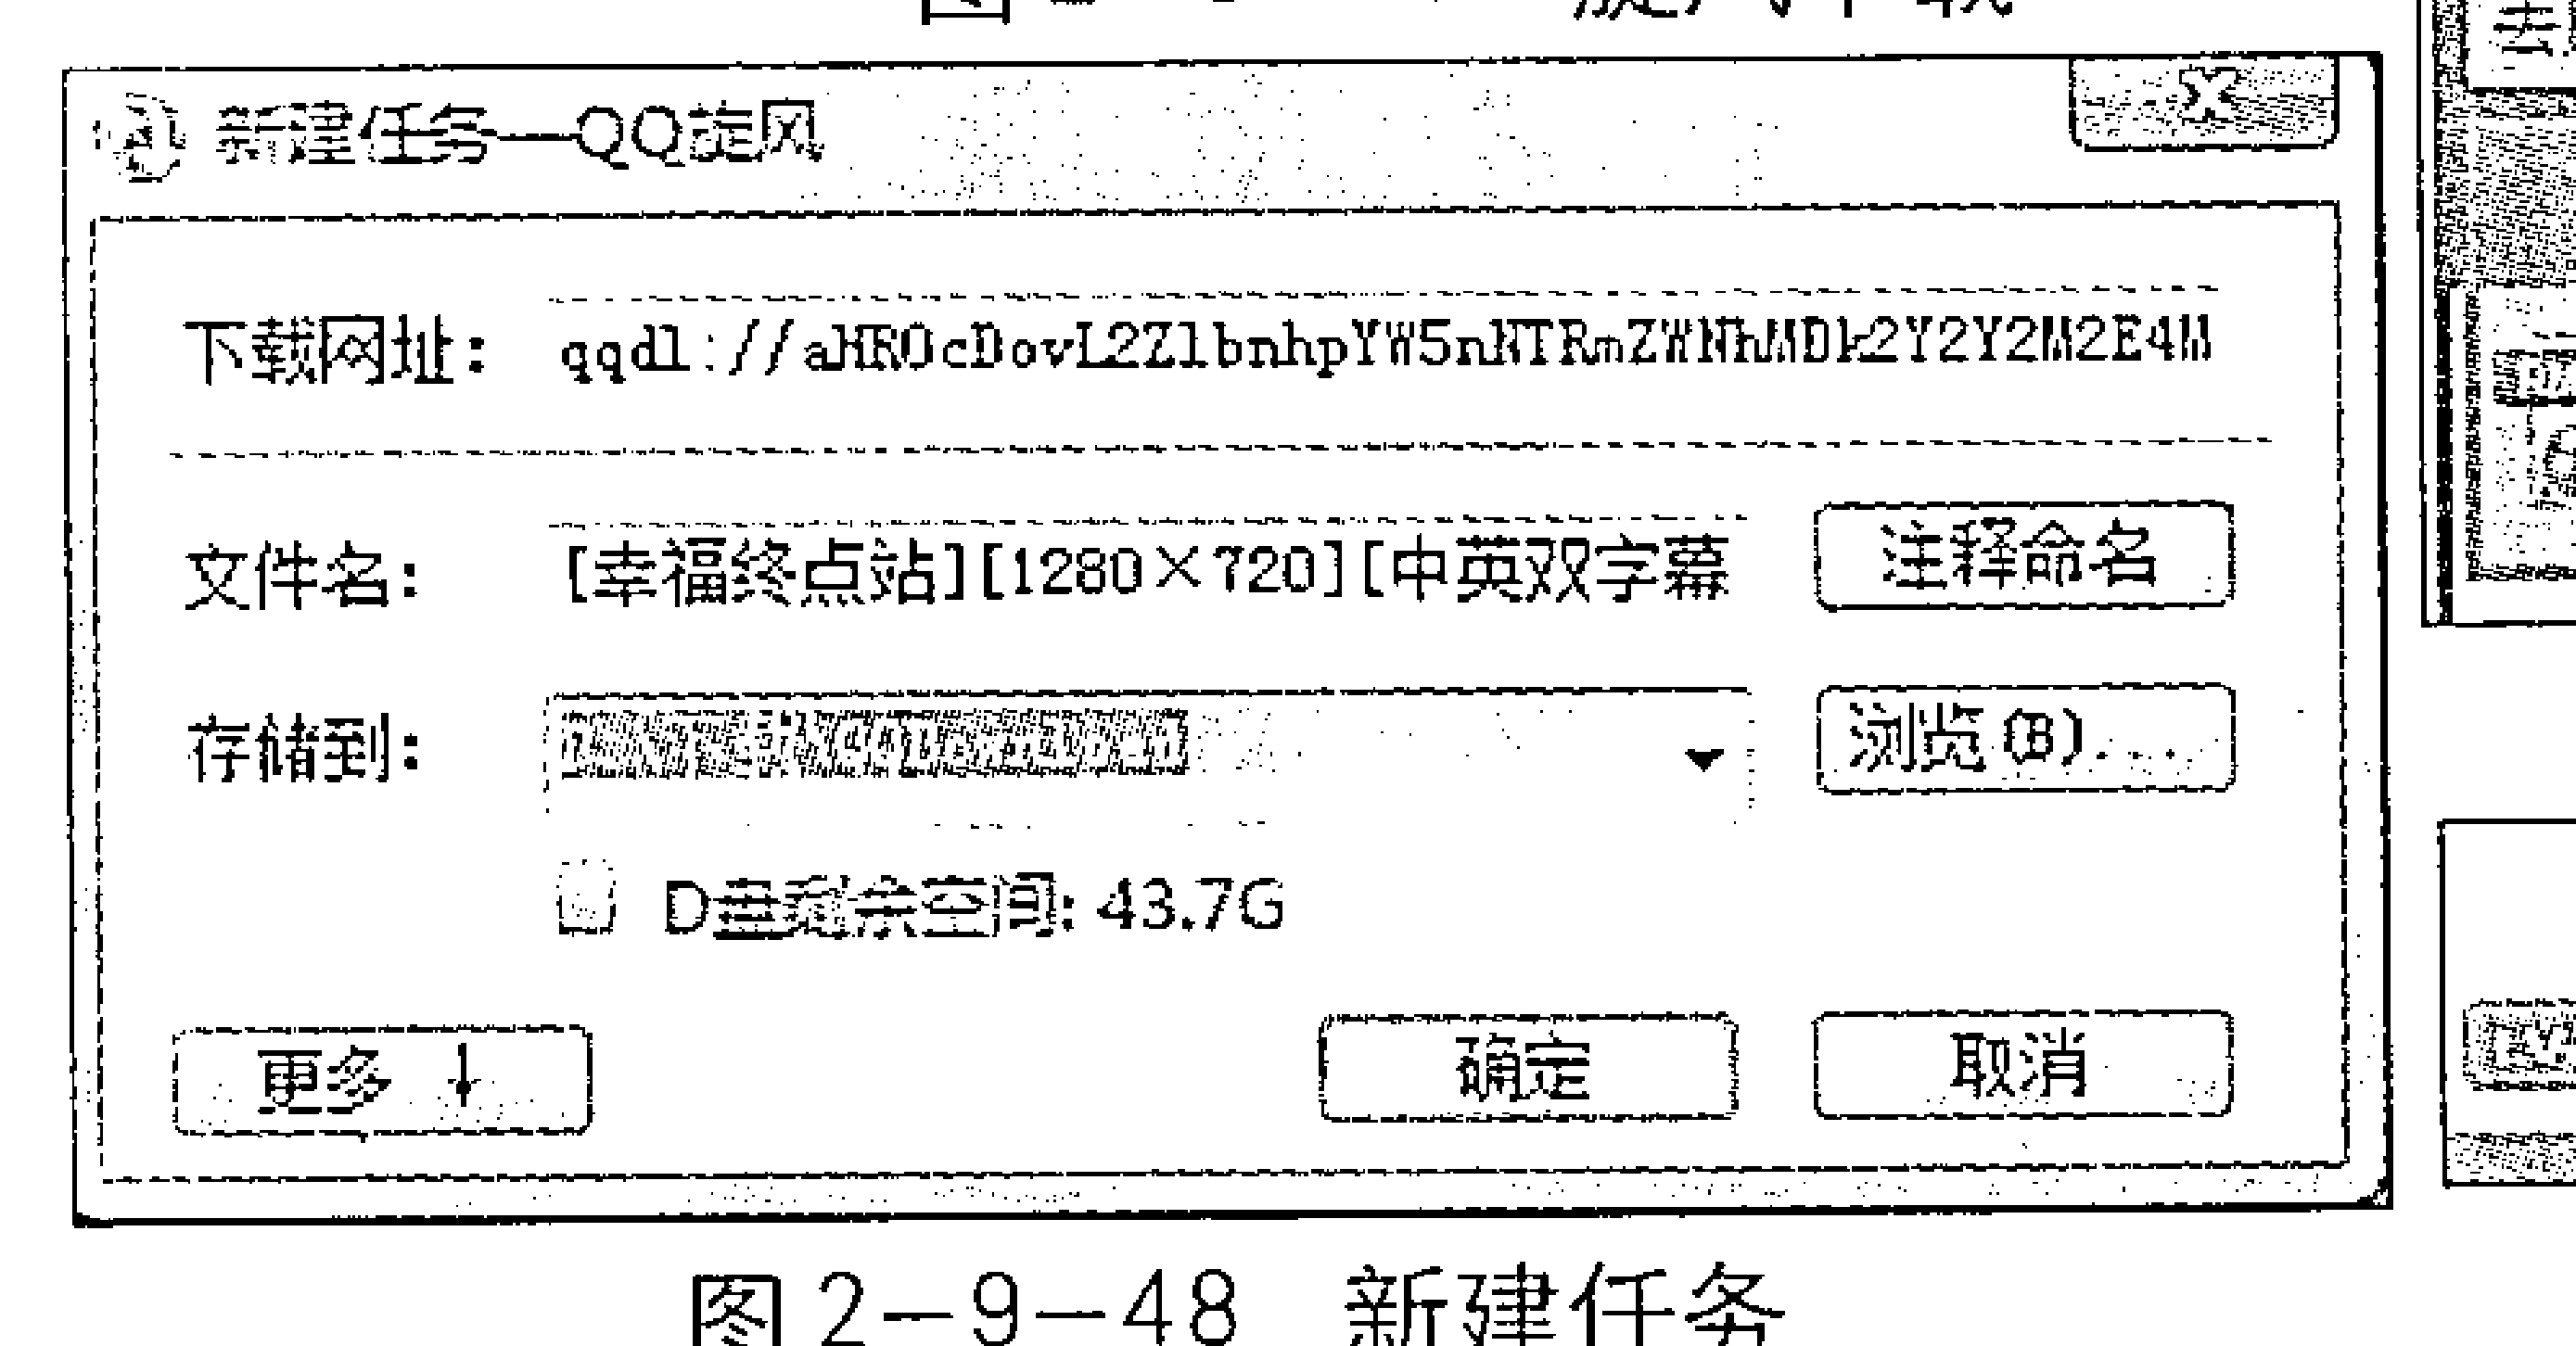 新建任务—QQ旋风
下载网址: qqdl://aHR0cDovL2ZlbnhpYW5nNTRmZWNhMDk2Y2Y2M2E4M
文件名: [幸福终点站][1280×720][中英双字幕 注释命名
存储到: 浏览(B)...
D盘剩余空间: 43.7G
更多 ↓ 确定 取消
图2-9-48 新建任务